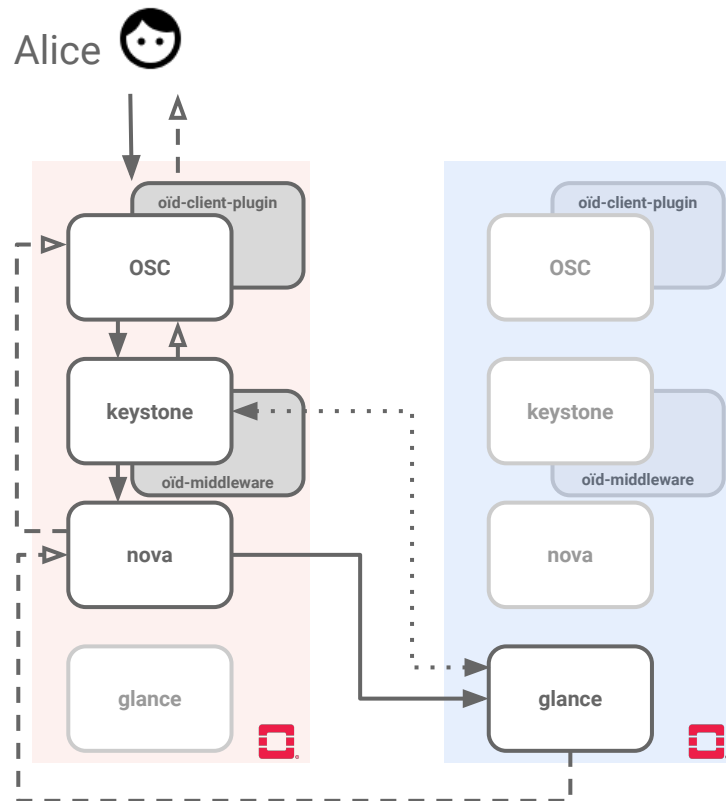 Alice
oïd-client-plugin
OSC
keystone
oïd-middleware
nova
glance
oïd-client-plugin
OSC
keystone
oïd-middleware
nova
glance